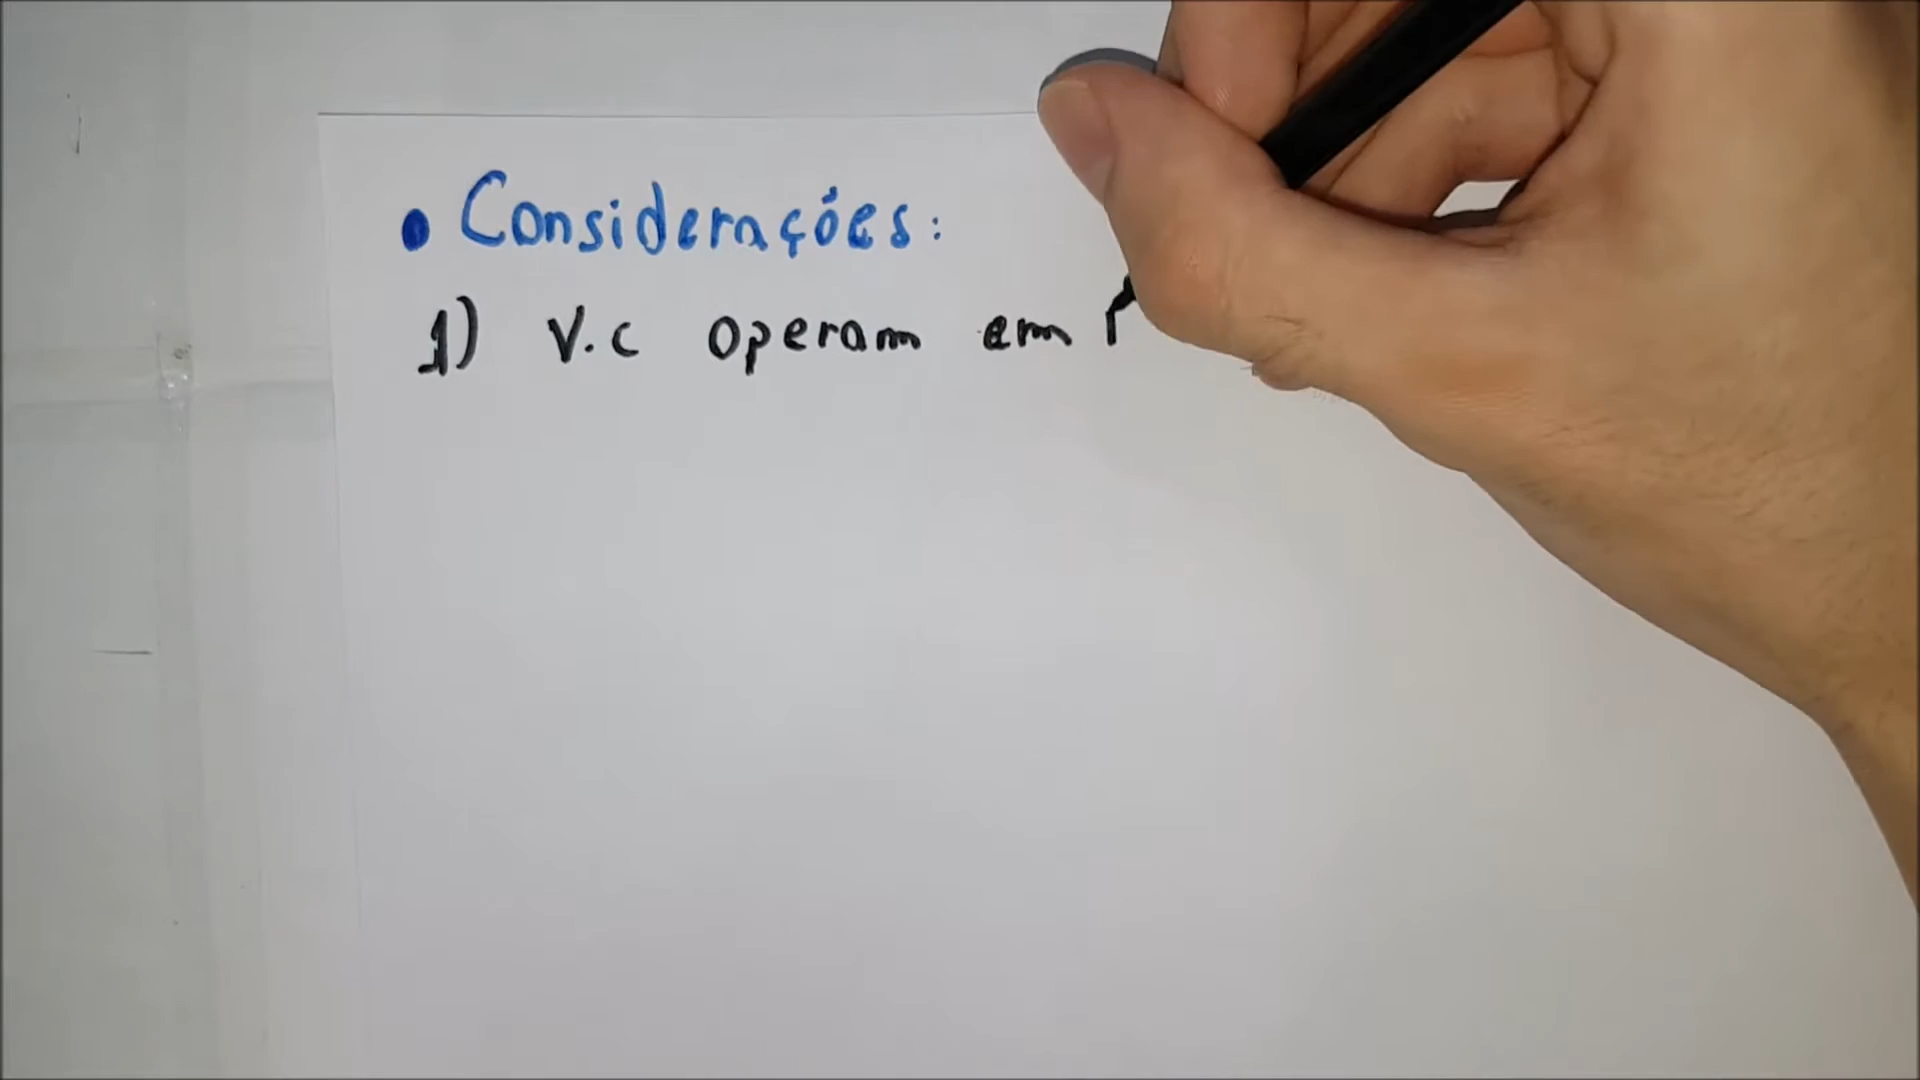 • Considerações:
1) V.c operam em r